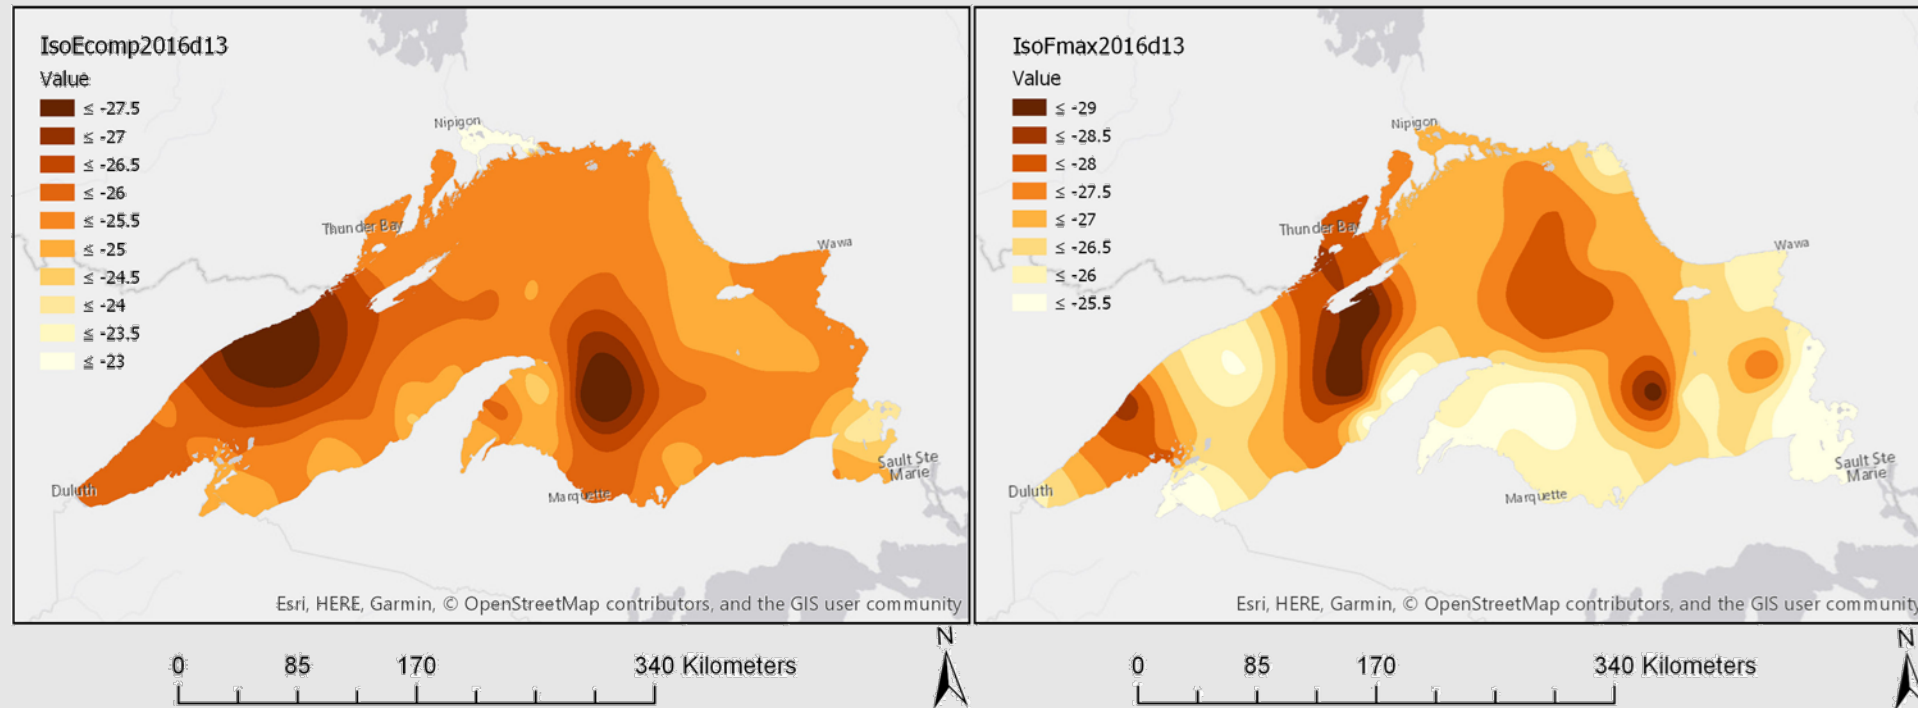 IsoEcomp2016d13
Value
≤ -27.5
≤ -27
≤ -26.5
≤ -26
≤ -25.5
≤ -25
≤ -24.5
≤ -24
≤ -23.5
≤ -23
Nipigon
Thunder Bay
Wawa
Duluth
Marquette
Sault Ste
Marie
Esri, HERE, Garmin, © OpenStreetMap contributors, and the GIS user community
0 85 170 340 Kilometers
N
IsoFmax2016d13
Value
≤ -29
≤ -28.5
≤ -28
≤ -27.5
≤ -27
≤ -26.5
≤ -26
≤ -25.5
Nipigon
Thunder Bay
Wawa
Duluth
Marquette
Sault Ste
Marie
Esri, HERE, Garmin, © OpenStreetMap contributors, and the GIS user community
0 85 170 340 Kilometers
N